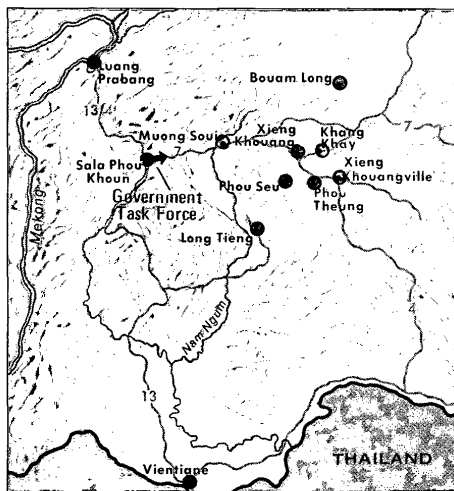 Luang
Prabang
Bouam Long
13
Muong Soui
Xieng
Khouang
Khang
Khay
7
7
Sala Phou
Khoun
Xieng
Khouangville
Government
Task Force
Phou Seu
Phou
Theung
Mekong
Long Tieng
Nam Ngum
4
13
THAILAND
Vientiane